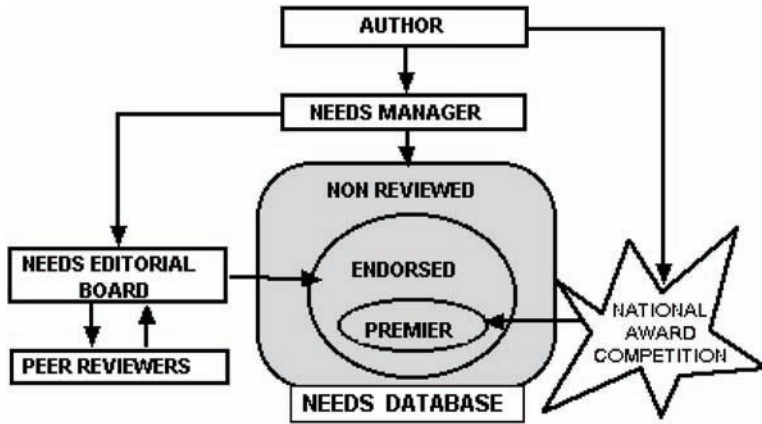 AUTHOR
NEEDS MANAGER
NON REVIEWED
NEEDS EDITORIAL
BOARD
ENDORSED
PREMIER
NATIONAL
AWARD
COMPETITION
PEER REVIEWERS
NEEDS DATABASE